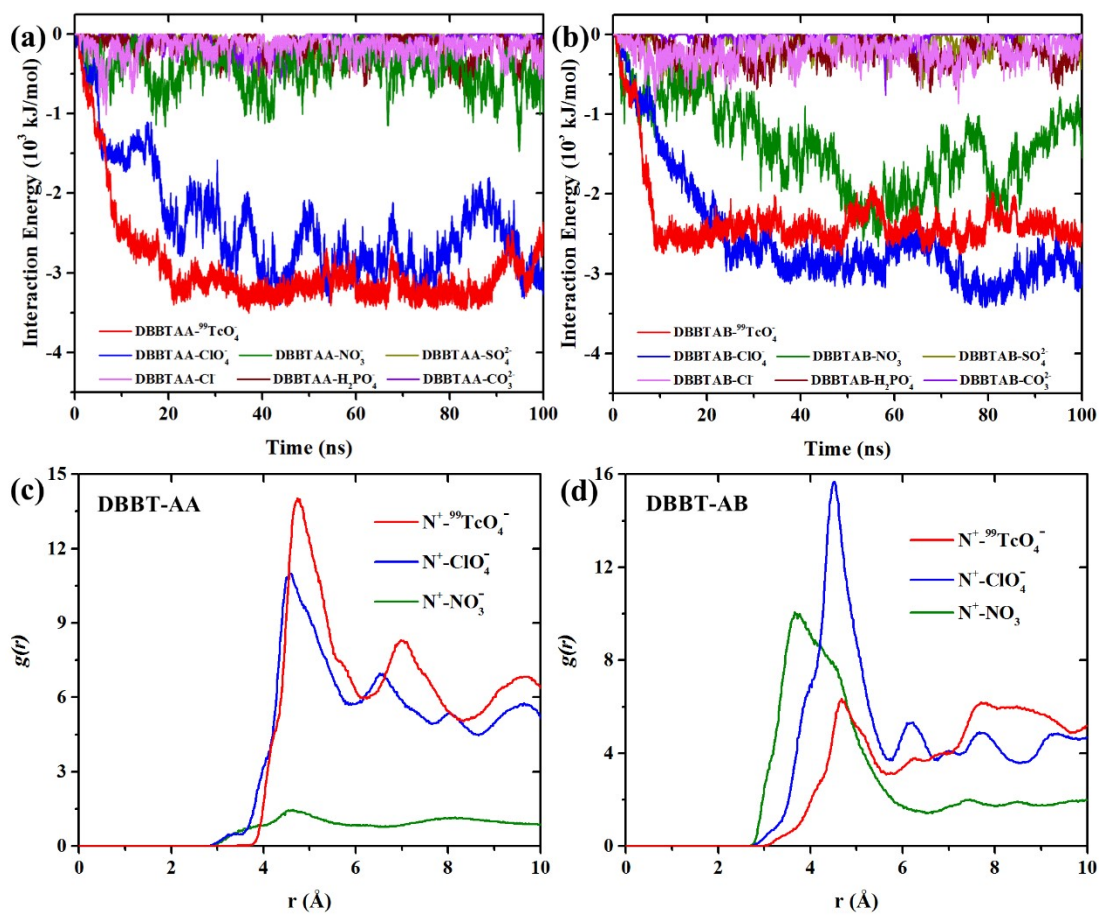 (a)
Interaction Energy (10³ kJ/mol)
0
-1
-2
-3
-4
DBBTAA-⁹⁹TcO₄⁻
DBBTAA-ClO₄⁻ DBBTAA-NO₃⁻ DBBTAA-SO₄²⁻
DBBTAA-Cl⁻ DBBTAA-H₂PO₄⁻ DBBTAA-CO₃²⁻
0 20 40 60 80 100
Time (ns)
(b)
Interaction Energy (10³ kJ/mol)
0
-1
-2
-3
-4
DBBTAB-⁹⁹TcO₄⁻
DBBTAB-ClO₄⁻ DBBTAB-NO₃⁻ DBBTAB-SO₄²⁻
DBBTAB-Cl⁻ DBBTAB-H₂PO₄⁻ DBBTAB-CO₃²⁻
0 20 40 60 80 100
Time (ns)
(c)
DBBT-AA
g(r)
15
12
9
6
3
0
N⁺-⁹⁹TcO₄⁻
N⁺-ClO₄⁻
N⁺-NO₃⁻
0 2 4 6 8 10
r (Å)
(d)
DBBT-AB
g(r)
16
12
8
4
0
N⁺-⁹⁹TcO₄⁻
N⁺-ClO₄⁻
N⁺-NO₃
0 2 4 6 8 10
r (Å)